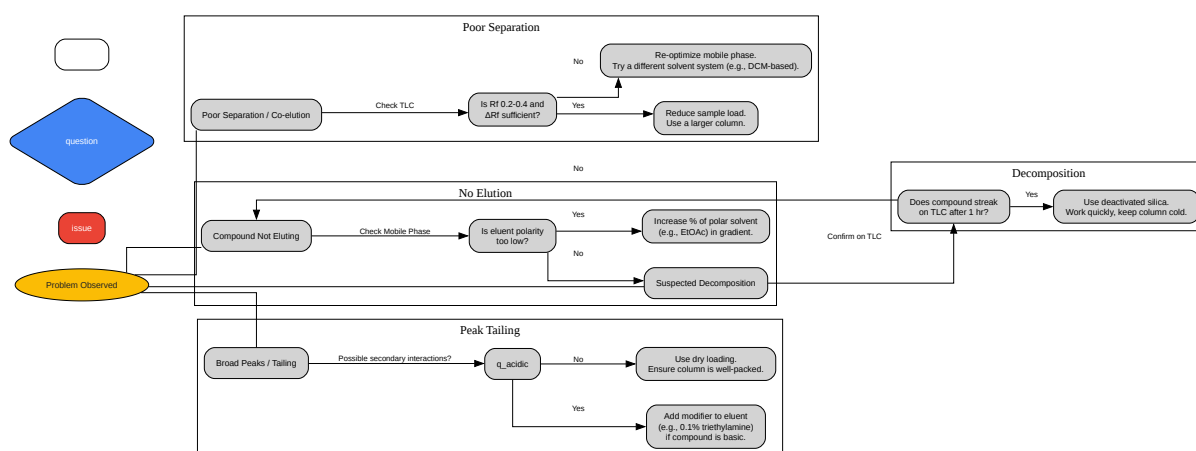 Poor Separation
No
Re-optimize mobile phase.
Try a different solvent system (e.g., DCM-based).
Poor Separation / Co-elution
Check TLC
Is Rf 0.2-0.4 and
ΔRf sufficient?
Yes
Reduce sample load.
Use a larger column.
question
No
Decomposition
No Elution
Does compound streak
on TLC after 1 hr?
Yes
Use deactivated silica.
Work quickly, keep column cold.
issue
Compound Not Eluting
Check Mobile Phase
Is eluent polarity
too low?
Yes
Increase % of polar solvent
(e.g., EtOAc) in gradient.
Confirm on TLC
No
Problem Observed
Suspected Decomposition
Peak Tailing
Broad Peaks / Tailing
Possible secondary interactions?
q_acidic
No
Use dry loading.
Ensure column is well-packed.
Yes
Add modifier to eluent
(e.g., 0.1% triethylamine)
if compound is basic.